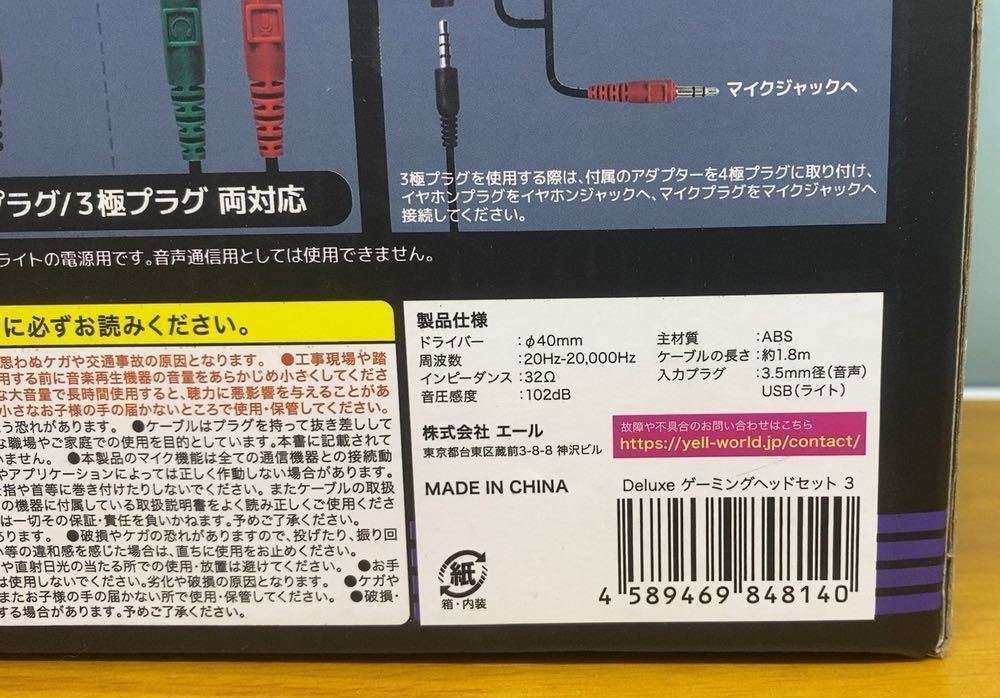 マイクジャックへ
3極プラグを使用する際は、付属のアダプターを4極プラグに取り付け、
イヤホンプラグをイヤホンジャックへ、マイクプラグをマイクジャックへ
接続してください。
プラグ/3極プラグ 両対応
ライトの電源用です。音声通信用としては使用できません。
に必ずお読みください。
思わぬケガや交通事故の原因となります。 ●工事現場や踏
用する前に音楽再生機器の音量をあらかじめ小さくしてくださ
な大音量で長時間使用すると、聴力に悪影響を与えることがあ
小さなお子様の手の届かないところで使用・保管してください。
う恐れがあります。 ●ケーブルはプラグを持って抜き差しして
な職場やご家庭での使用を目的としています。本書に記載されて
いません。 ●本製品のマイク機能は全ての通信機器との接続動
やアプリケーションによっては正しく作動しない場合があります。
た指や首等に巻き付けたりしないでください。 またケーブルの取扱
の機器に付属している取扱説明書をよく読み正しくご使用くださ
は一切その保証・責任を負いかねます。予めご了承ください。
ります。 ●破損やケガの恐れがありますので、投げたり、振り回
い等の違和感を感じた場合は、直ちに使用をお止めください。
や直射日光の当たる所での使用・放置は避けてください。 ●お手
は使用しないでください。劣化や破損の原因となります。 ●ケガや
またお子様の手の届かない所で使用・保管してください。 ●破損・
する場合があります。予めご了承ください。
製品仕様
ドライバー :φ40mm
周波数 :20Hz-20,000Hz
インピーダンス :32Ω
音圧感度 :102dB
主材質 :ABS
ケーブルの長さ :約1.8m
入力プラグ :3.5mm径(音声)
USB(ライト)
株式会社 エール
東京都台東区蔵前3-8-8 神沢ビル
故障や不具合のお問い合わせはこちら
https://yell-world.jp/contact/
MADE IN CHINA
Deluxe ゲーミングヘッドセット 3
紙
箱・内装
4 589469 848140